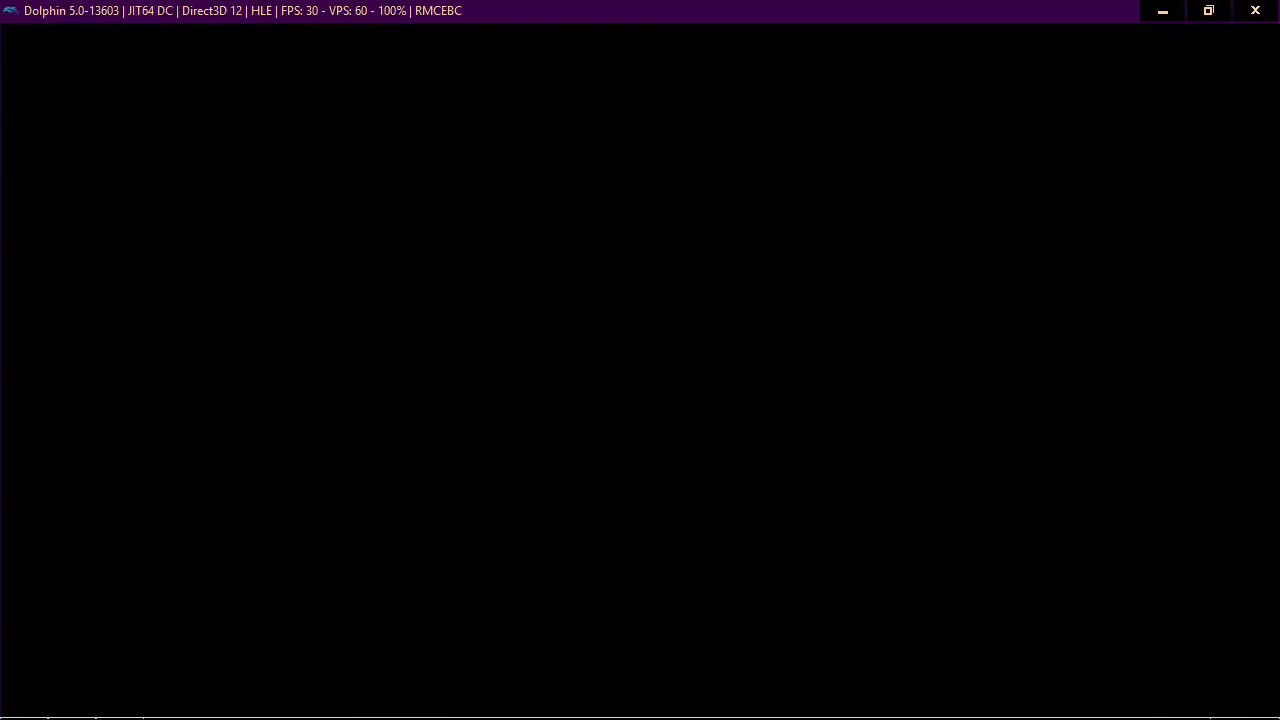 Dolphin 5.0-13603 | JIT64 DC | Direct3D 12 | HLE | FPS: 30 - VPS: 60 - 100% | RMCEBC